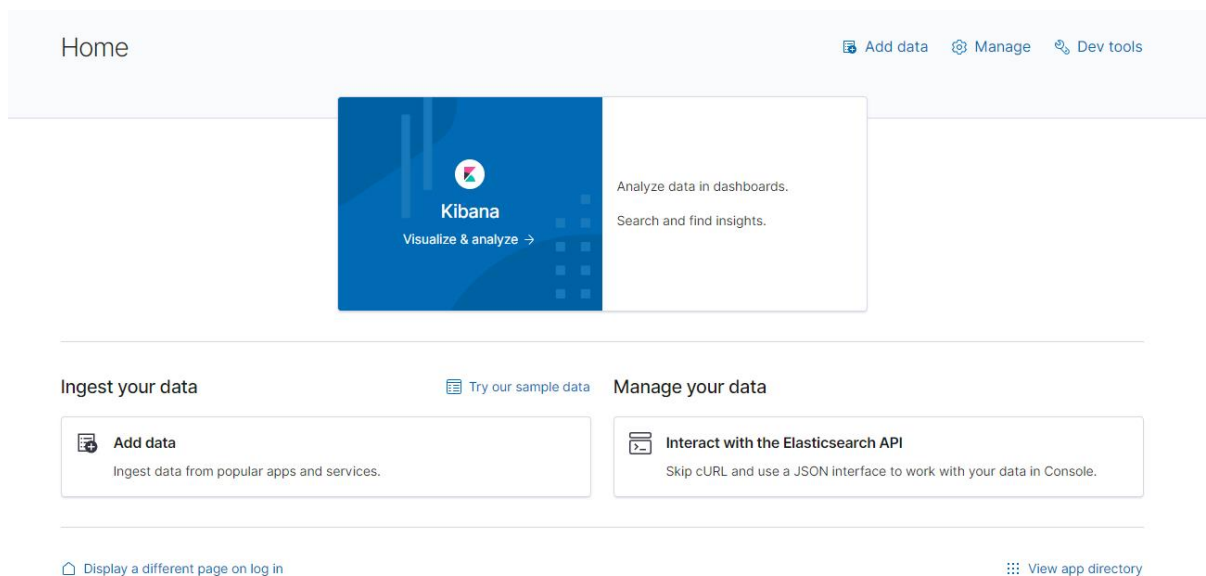 Home
Add data
Manage
Dev tools
Kibana
Visualize & analyze →
Analyze data in dashboards.
Search and find insights.
Ingest your data
Try our sample data
Add data
Ingest data from popular apps and services.
Manage your data
Interact with the Elasticsearch API
Skip cURL and use a JSON interface to work with your data in Console.
Display a different page on log in
View app directory